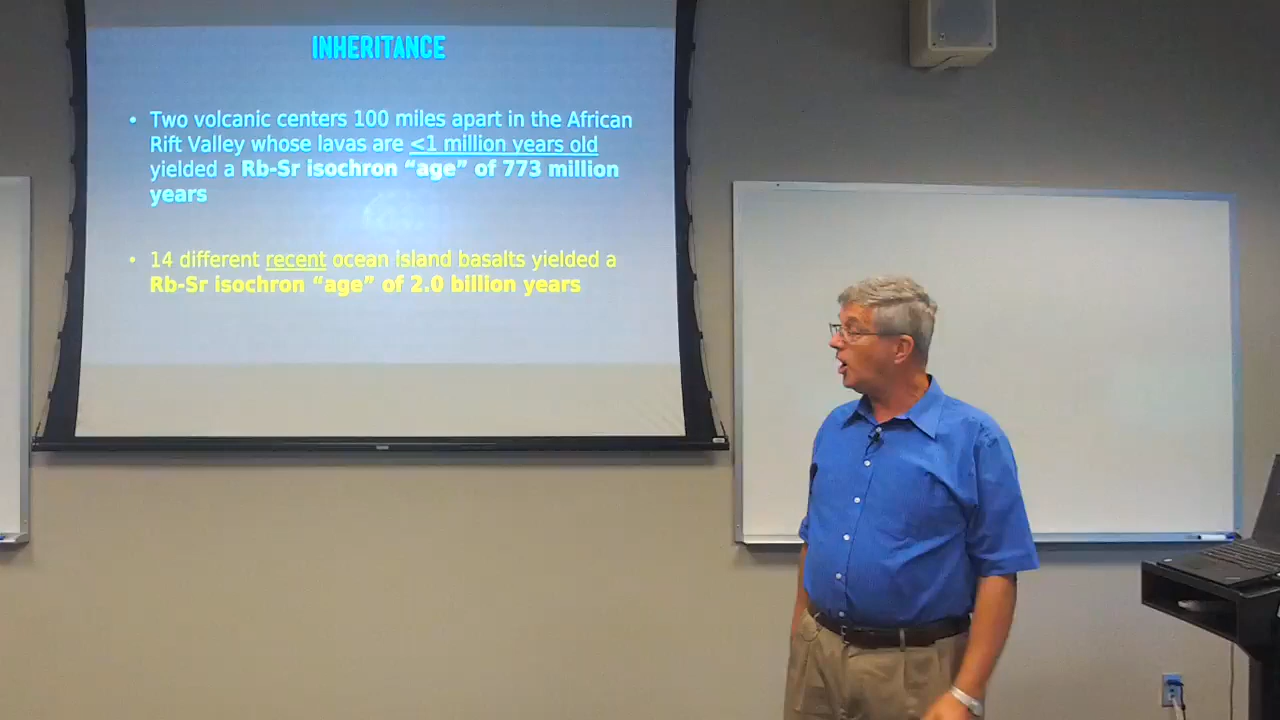 INHERITANCE
• Two volcanic centers 100 miles apart in the African
Rift Valley whose lavas are <1 million years old
yielded a Rb-Sr isochron “age” of 773 million
years
• 14 different recent ocean island basalts yielded a
Rb-Sr isochron “age” of 2.0 billion years